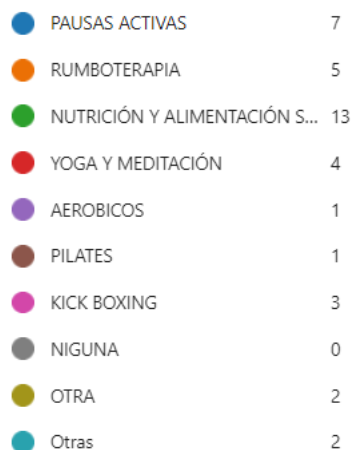 PAUSAS ACTIVAS 7
RUMBOTERAPIA 5
NUTRICIÓN Y ALIMENTACIÓN S... 13
YOGA Y MEDITACIÓN 4
AEROBICOS 1
PILATES 1
KICK BOXING 3
NIGUNA 0
OTRA 2
Otras 2